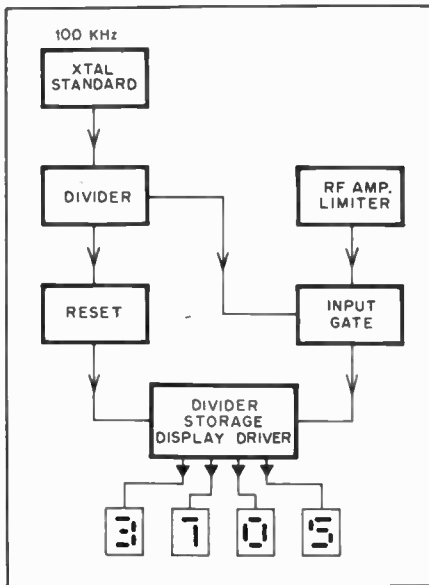 100 KHz
XTAL
STANDARD
DIVIDER
RF AMP.
LIMITER
RESET
INPUT
GATE
DIVIDER
STORAGE
DISPLAY DRIVER
3 7 0 5